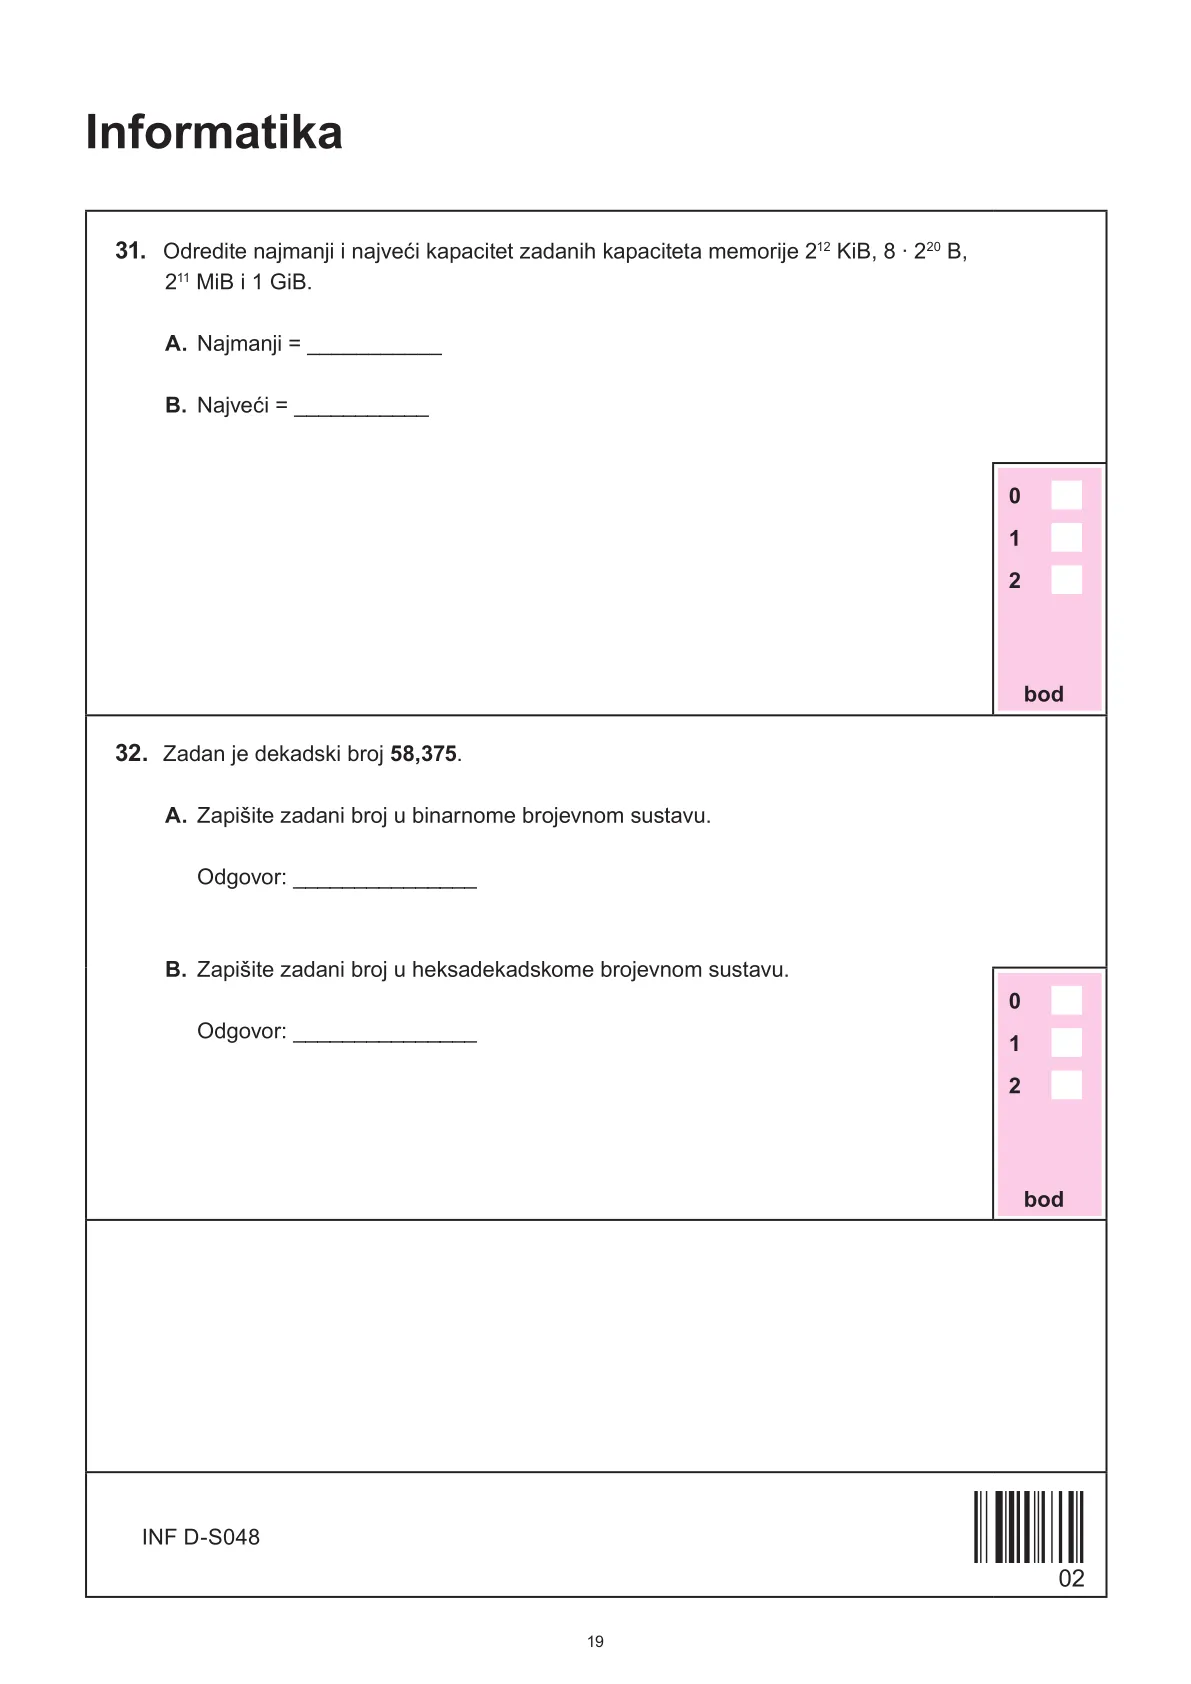 Informatika
31. Odredite najmanji i najveći kapacitet zadanih kapaciteta memorije 2¹² KiB, 8 · 2²⁰ B,
2¹¹ MiB i 1 GiB.
A. Najmanji = ___________
B. Najveći = ___________
0
1
2
bod
32. Zadan je dekadski broj 58,375.
A. Zapišite zadani broj u binarnome brojevnom sustavu.
Odgovor: _______________
B. Zapišite zadani broj u heksadekadskome brojevnom sustavu.
Odgovor: _______________
0
1
2
bod
INF D-S048
02
19